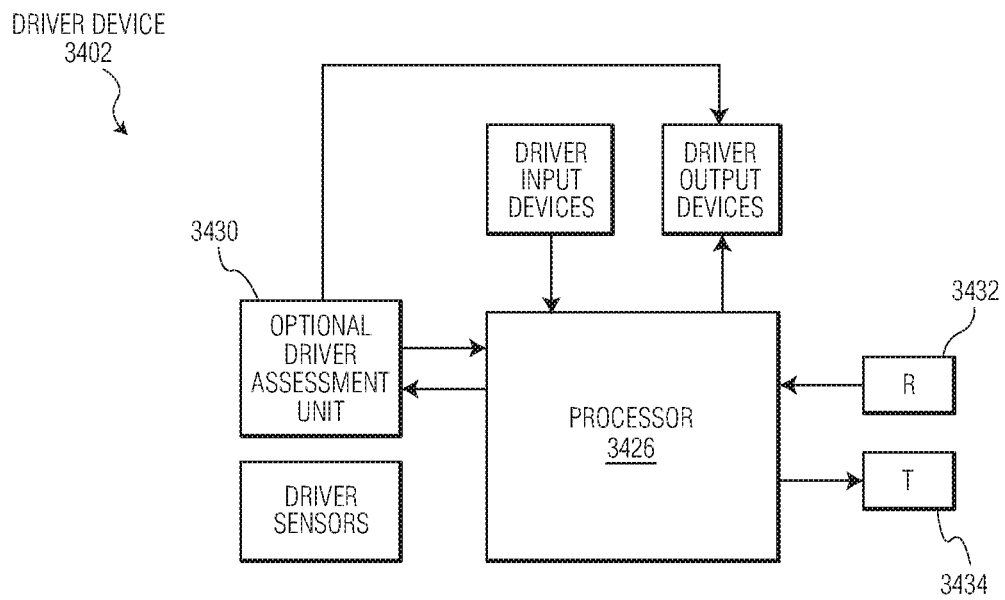 DRIVER DEVICE
3402
DRIVER
INPUT
DEVICES
DRIVER
OUTPUT
DEVICES
3430
OPTIONAL
DRIVER
ASSESSMENT
UNIT
3432
R
PROCESSOR
3426
T
DRIVER
SENSORS
3434